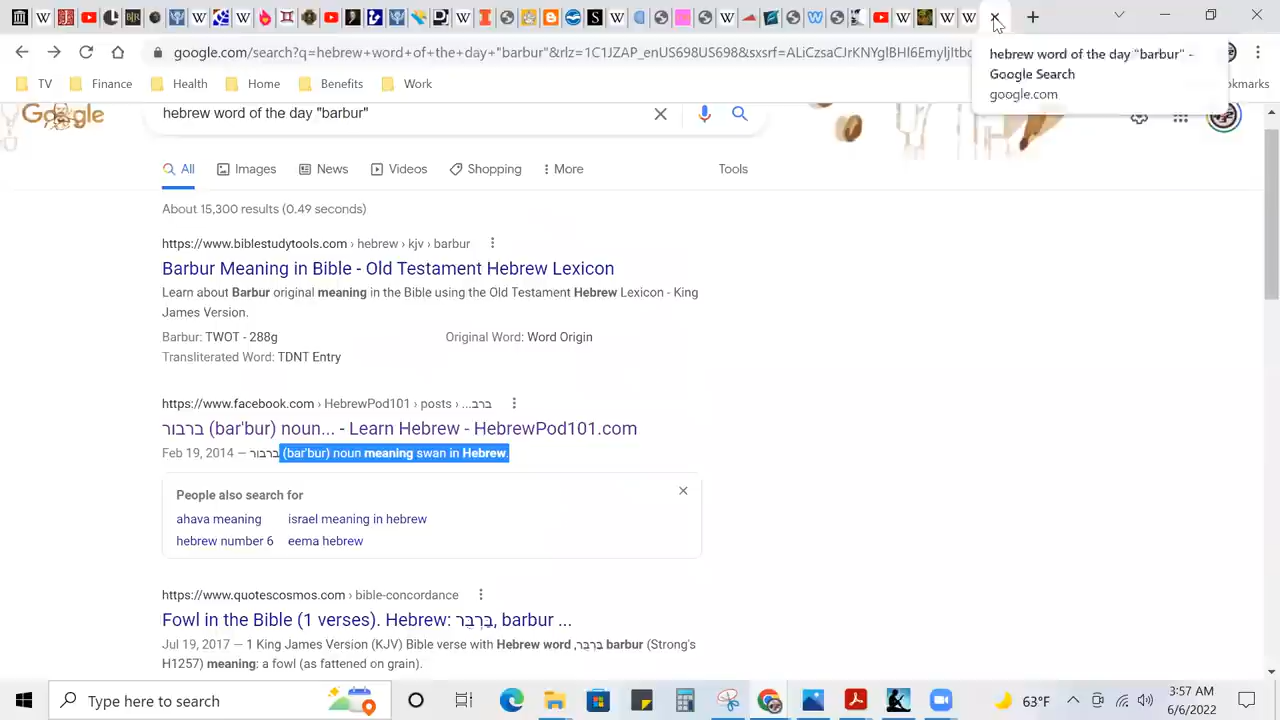 google.com/search?q=hebrew+word+of+the+day+"barbur"&rlz=1C1JZAP_enUS698US698&sxsrf=
hebrew word of the day "barbur" -
Google Search
google.com
TV
Finance
Health
Home
Benefits
Work
okmarks
Google
hebrew word of the day "barbur"
All
Images
News
Videos
Shopping
More
Tools
About 15,300 results (0.49 seconds)
https://www.biblestudytools.com › hebrew › kjv › barbur
Barbur Meaning in Bible - Old Testament Hebrew Lexicon
Learn about Barbur original meaning in the Bible using the Old Testament Hebrew Lexicon - King
James Version.
Barbur: TWOT - 288g
Original Word: Word Origin
Transliterated Word: TDNT Entry
https://www.facebook.com › HebrewPod101 › posts › ...ברב
ברבור (bar'bur) noun... - Learn Hebrew - HebrewPod101.com
Feb 19, 2014 — ברבור (bar'bur) noun meaning swan in Hebrew.
People also search for
ahava meaning
israel meaning in hebrew
hebrew number 6
eema hebrew
https://www.quotescosmos.com › bible-concordance
Fowl in the Bible (1 verses). Hebrew: בַּרְבֻּר, barbur ...
Jul 19, 2017 — 1 King James Version (KJV) Bible verse with Hebrew word ,בַּרְבֻּר barbur (Strong's
H1257) meaning: a fowl (as fattened on grain).
Type here to search
63°F
3:57 AM
6/6/2022